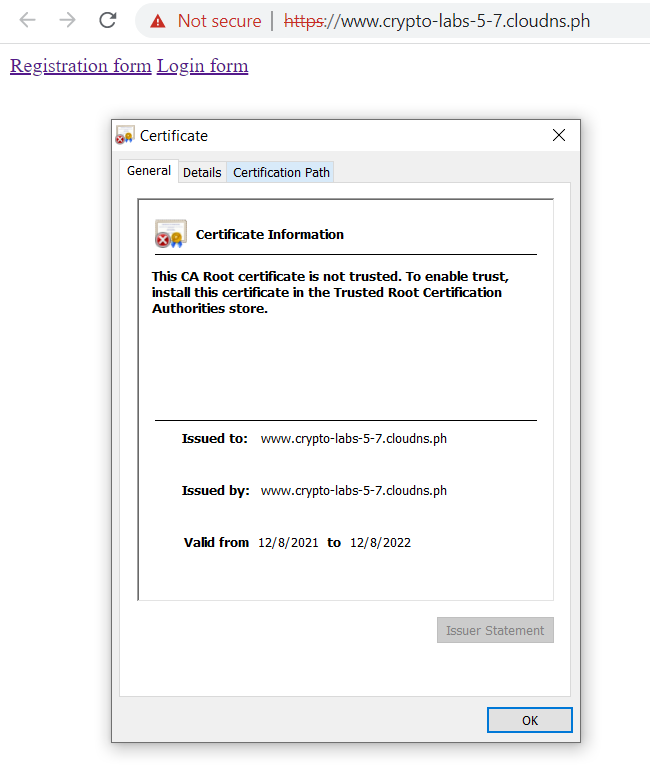 Not secure | https://www.crypto-labs-5-7.cloudns.ph
Registration form Login form
Certificate
General Details Certification Path
Certificate Information
This CA Root certificate is not trusted. To enable trust,
install this certificate in the Trusted Root Certification
Authorities store.
Issued to: www.crypto-labs-5-7.cloudns.ph
Issued by: www.crypto-labs-5-7.cloudns.ph
Valid from 12/8/2021 to 12/8/2022
Issuer Statement
OK